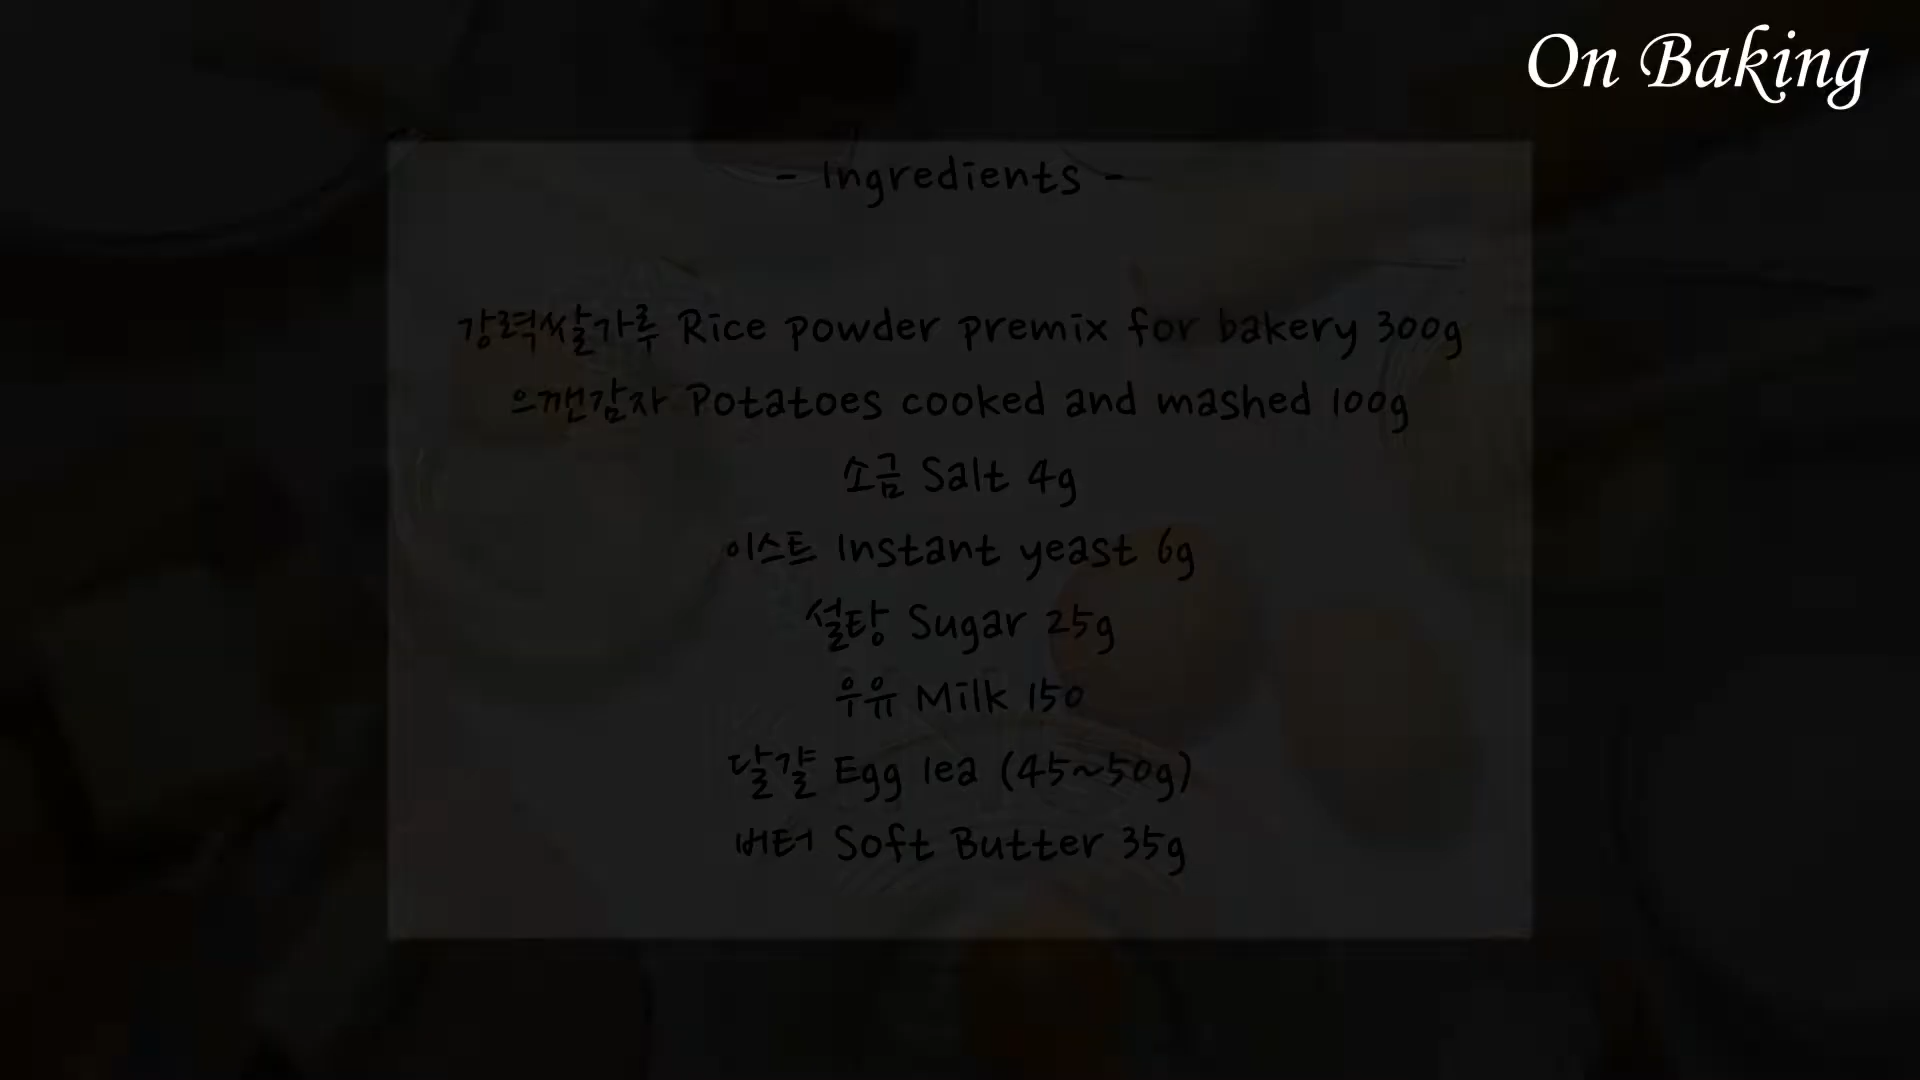 On Baking
- Ingredients -
강력쌀가루 Rice powder premix for bakery 300g
으깬감자 Potatoes cooked and mashed 100g
소금 Salt 4g
이스트 Instant yeast 6g
설탕 Sugar 25g
우유 Milk 150
달걀 Egg 1ea (45~50g)
버터 Soft Butter 35g